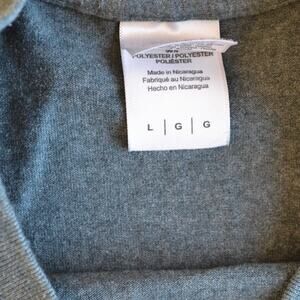 POLYESTER / POLYESTER
POLIÉSTER
Made in Nicaragua
Fabriqué au Nicaragua
Hecho en Nicaragua
L | G | G